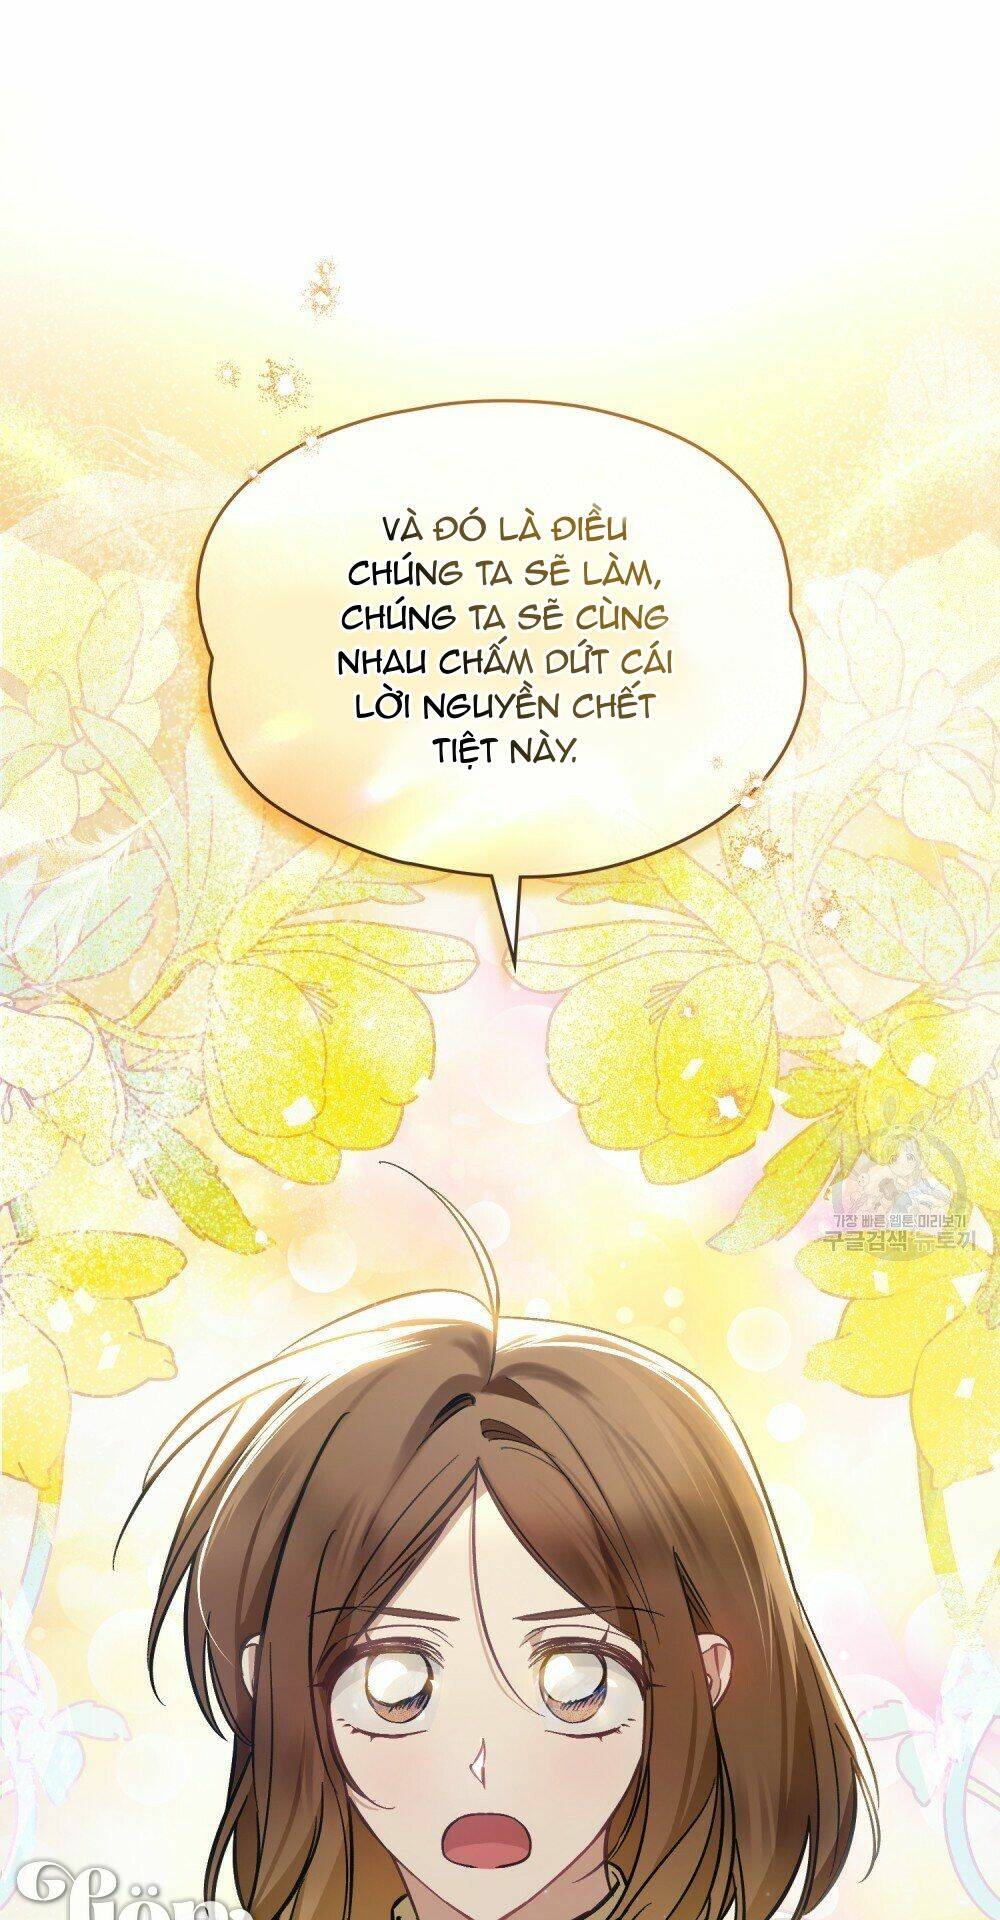 VÀ ĐÓ LÀ ĐIỀU
CHÚNG TA SẼ LÀM,
CHÚNG TA SẼ CÙNG
NHAU CHẤM DỨT CÁI
LỜI NGUYỀN CHẾT
TIỆT NÀY.
가장 빠른 웹툰 미리보기
구글검색 뉴토끼